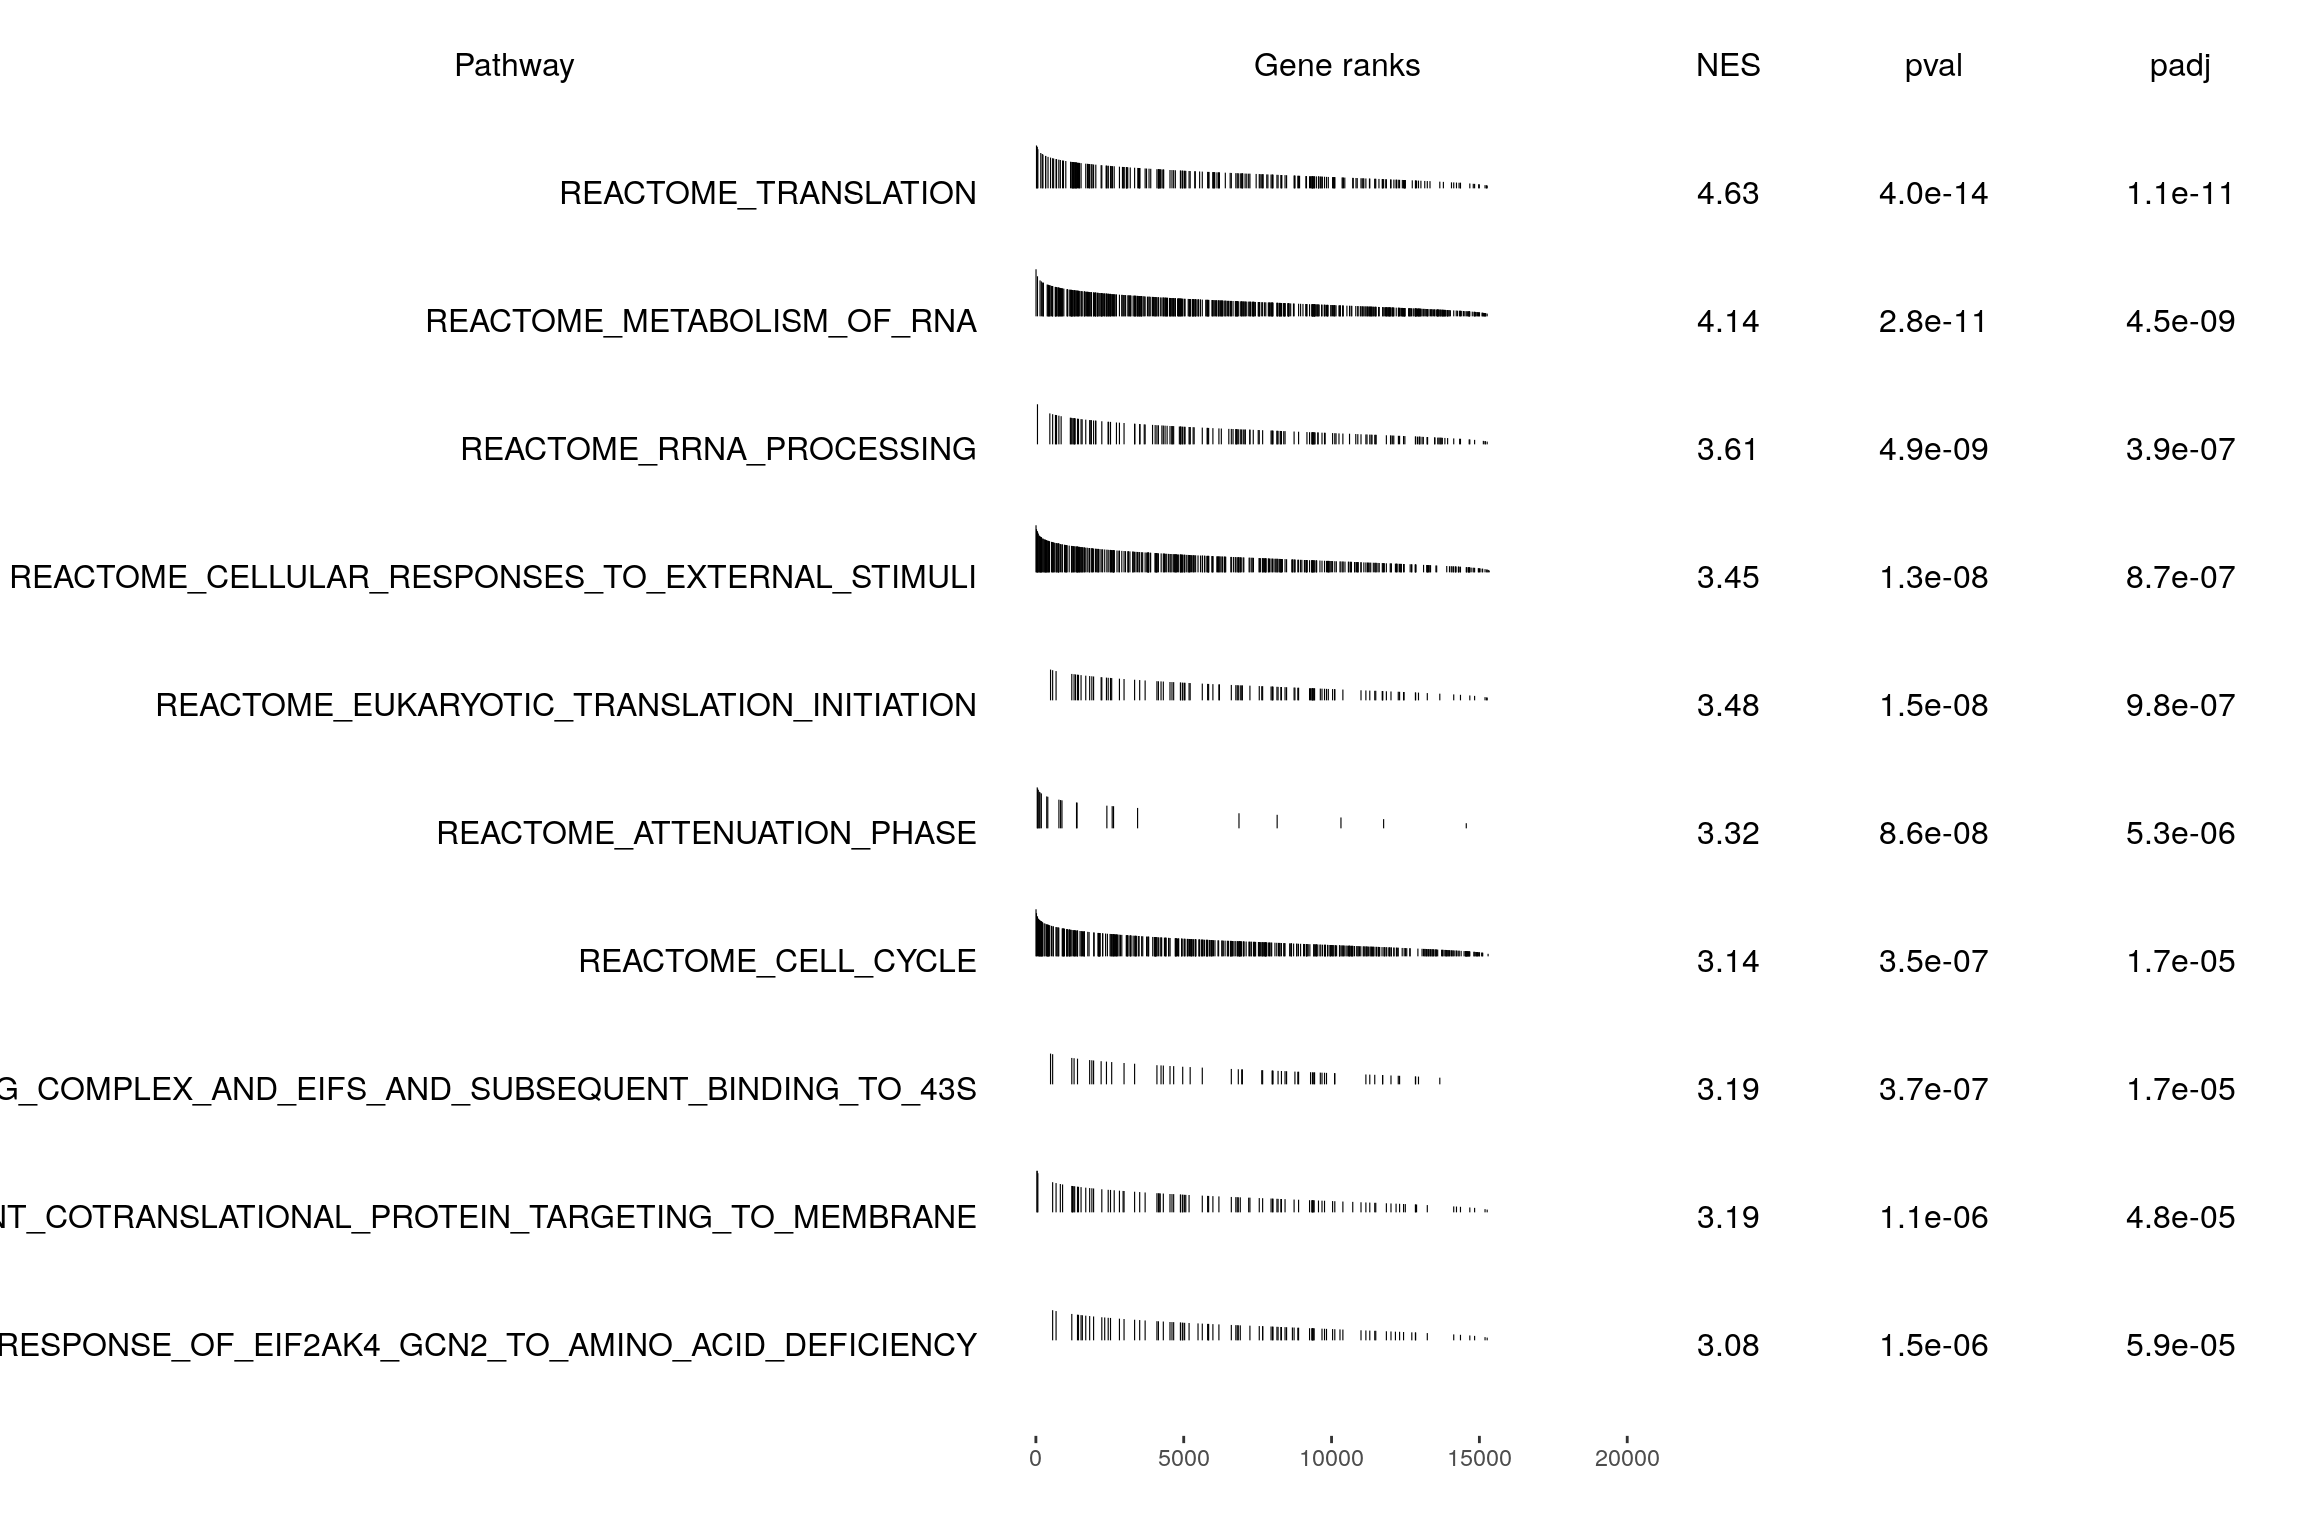 Pathway Gene ranks NES pval padj
REACTOME_TRANSLATION 4.63 4.0e-14 1.1e-11
REACTOME_METABOLISM_OF_RNA 4.14 2.8e-11 4.5e-09
REACTOME_RRNA_PROCESSING 3.61 4.9e-09 3.9e-07
REACTOME_CELLULAR_RESPONSES_TO_EXTERNAL_STIMULI 3.45 1.3e-08 8.7e-07
REACTOME_EUKARYOTIC_TRANSLATION_INITIATION 3.48 1.5e-08 9.8e-07
REACTOME_ATTENUATION_PHASE 3.32 8.6e-08 5.3e-06
REACTOME_CELL_CYCLE 3.14 3.5e-07 1.7e-05
G_COMPLEX_AND_EIFS_AND_SUBSEQUENT_BINDING_TO_43S 3.19 3.7e-07 1.7e-05
NT_COTRANSLATIONAL_PROTEIN_TARGETING_TO_MEMBRANE 3.19 1.1e-06 4.8e-05
RESPONSE_OF_EIF2AK4_GCN2_TO_AMINO_ACID_DEFICIENCY 3.08 1.5e-06 5.9e-05
0 5000 10000 15000 20000